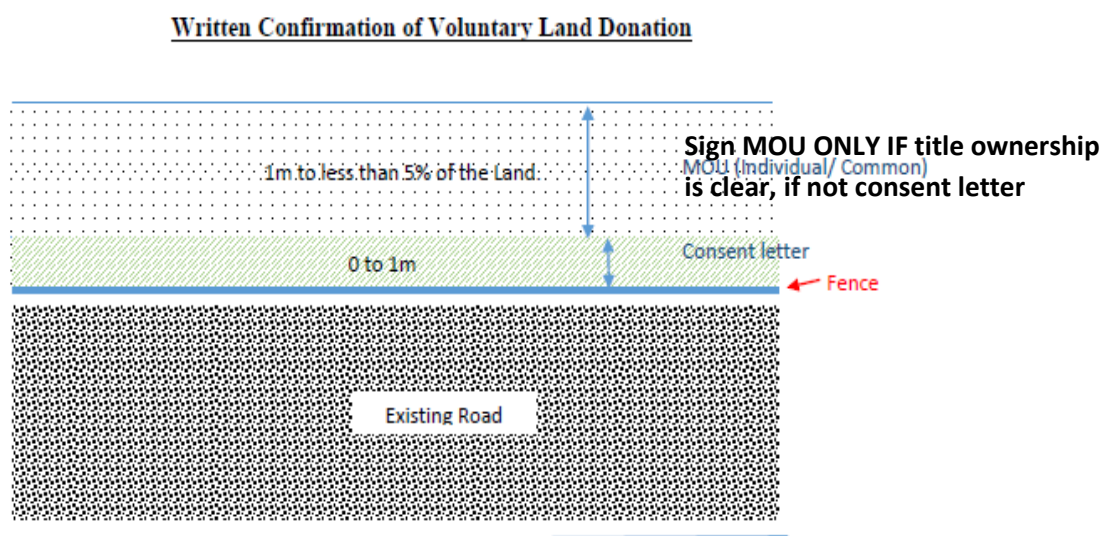 Written Confirmation of Voluntary Land Donation
Sign MOU ONLY IF title ownership
1m to less than 5% of the Land
MOU (Individual/ Common)
is clear, if not consent letter
Consent letter
0 to 1m
Fence
Existing Road